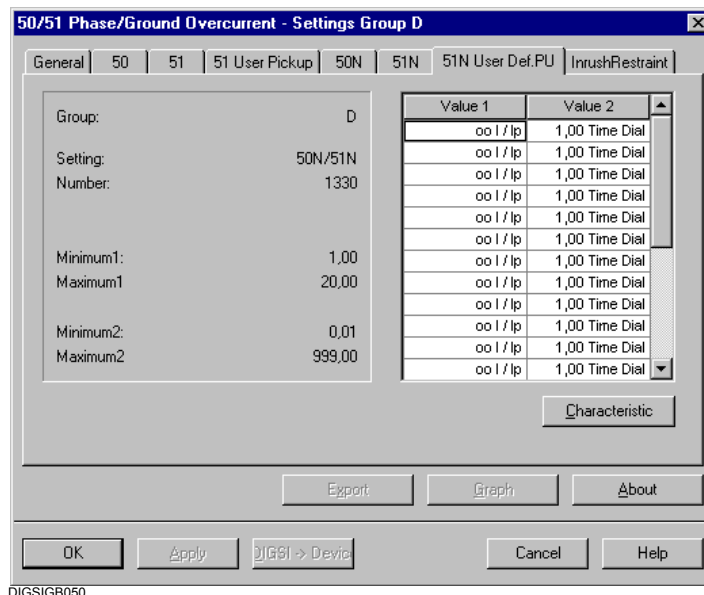 50/51 Phase/Ground Overcurrent - Settings Group D
General 50 51 51 User Pickup 50N 51N 51N User Def.PU InrushRestraint
Group: D
Setting: 50N/51N
Number: 1330
Minimum1: 1,00
Maximum1 20,00
Minimum2: 0,01
Maximum2 999,00
Value 1 Value 2
oo I / Ip 1,00 Time Dial
oo I / Ip 1,00 Time Dial
oo I / Ip 1,00 Time Dial
oo I / Ip 1,00 Time Dial
oo I / Ip 1,00 Time Dial
oo I / Ip 1,00 Time Dial
oo I / Ip 1,00 Time Dial
oo I / Ip 1,00 Time Dial
oo I / Ip 1,00 Time Dial
oo I / Ip 1,00 Time Dial
oo I / Ip 1,00 Time Dial
oo I / Ip 1,00 Time Dial
Characteristic
Export Graph About
OK Apply DIGSI -> Devic Cancel Help
DIGSIGB050